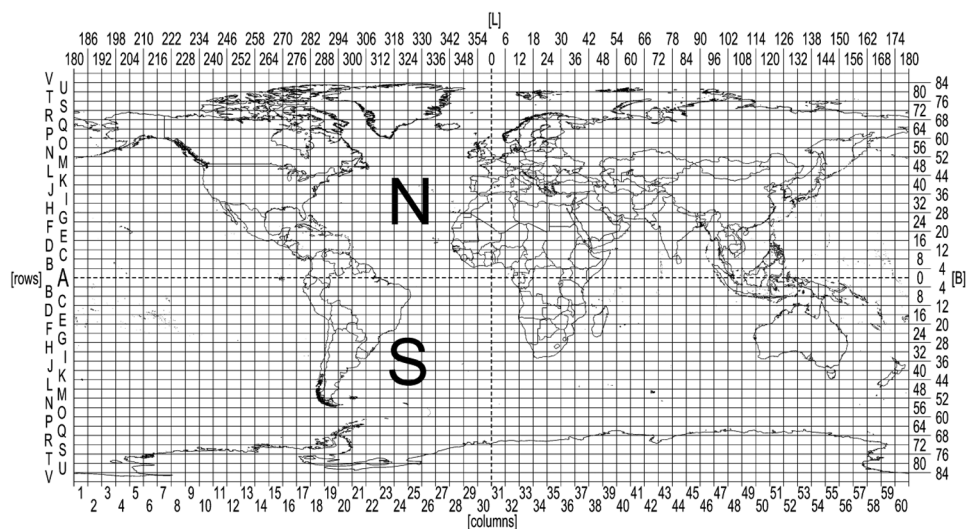 [L]
186 198 210 222 234 246 258 270 282 294 306 318 330 342 354 6 18 30 42 54 66 78 90 102 114 126 138 150 162 174
180 192 204 216 228 240 252 264 276 288 300 312 324 336 348 0 12 24 36 48 60 72 84 96 108 120 132 144 156 168 180
V
U 84
T 80
S 76
R 72
Q 68
P 64
O 60
N 56
M 52
L 48
K 44
J 40
I 36
H 32
G 28
F 24
E 20
D 16
C 12
B 8
4
[rows] A 0 [B]
B 4
C 8
D 12
E 16
F 20
G 24
H 28
I 32
J 36
K 40
L 44
M 48
N 52
O 56
P 60
Q 64
R 68
S 72
T 76
U 80
V 84
N
S
1 3 5 7 9 11 13 15 17 19 21 23 25 27 29 31 33 35 37 39 41 43 45 47 49 51 53 55 57 59
2 4 6 8 10 12 14 16 18 20 22 24 26 28 30 32 34 36 38 40 42 44 46 48 50 52 54 56 58 60
[columns]